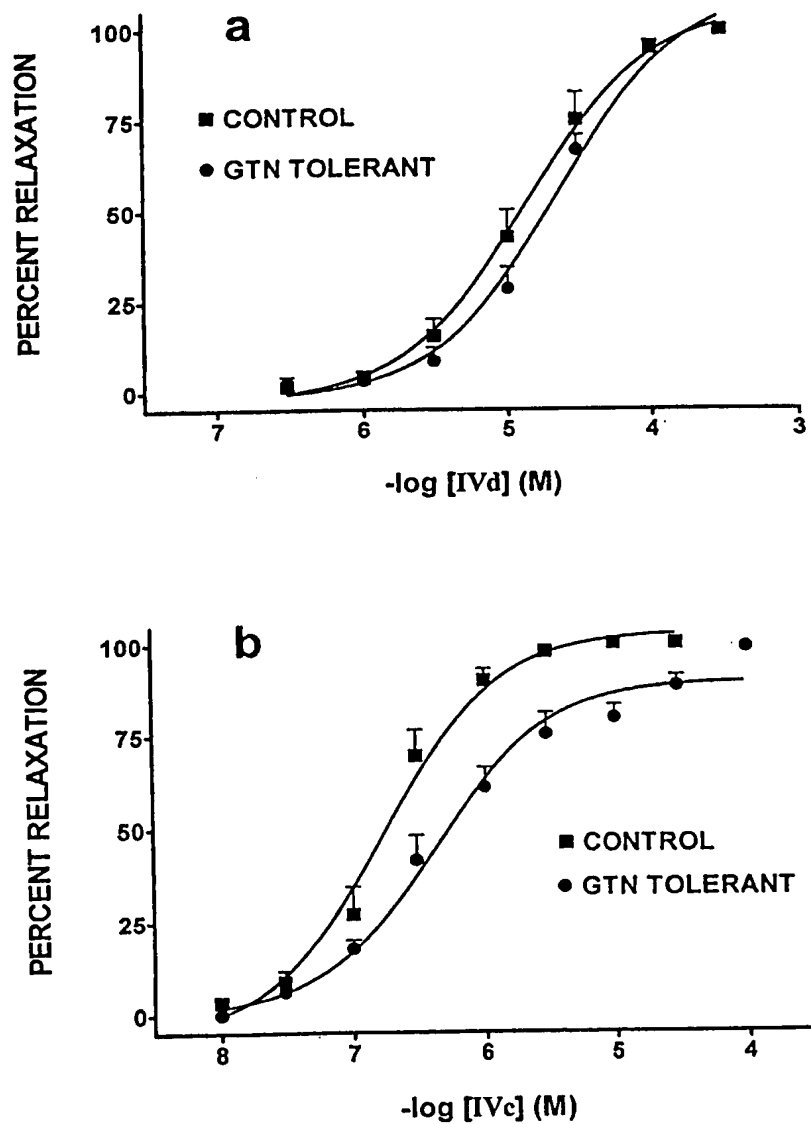 a
PERCENT RELAXATION
100
75
50
25
0
CONTROL
GTN TOLERANT
7 6 5 4 3
-log [IVd] (M)
b
PERCENT RELAXATION
100
75
50
25
0
CONTROL
GTN TOLERANT
8 7 6 5 4
-log [IVc] (M)